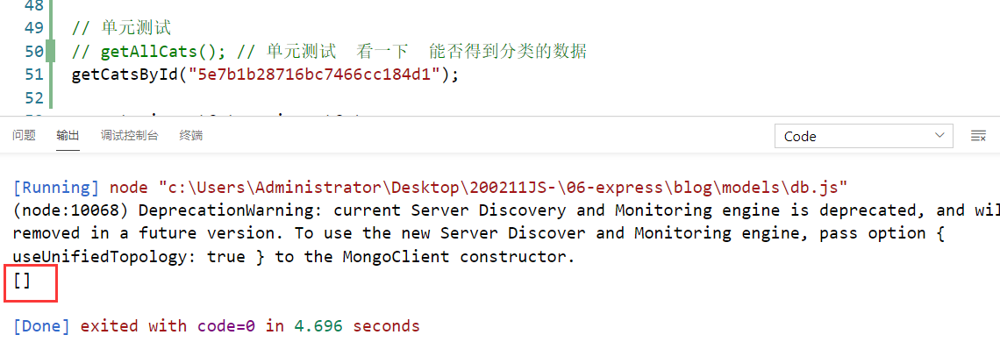 48
49 // 单元测试
50 // getAllCats(); // 单元测试 看一下 能否得到分类的数据
51 getCatsById("5e7b1b28716bc7466cc184d1");
52
问题 输出 调试控制台 终端 Code
[Running] node "c:\Users\Administrator\Desktop\200211JS-\06-express\blog\models\db.js"
(node:10068) DeprecationWarning: current Server Discovery and Monitoring engine is deprecated, and wil
removed in a future version. To use the new Server Discover and Monitoring engine, pass option {
useUnifiedTopology: true } to the MongoClient constructor.
[]
[Done] exited with code=0 in 4.696 seconds